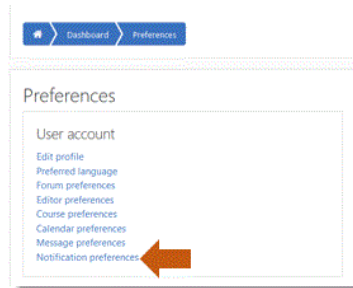 Dashboard Preferences
Preferences
User account
Edit profile
Preferred language
Forum preferences
Editor preferences
Course preferences
Calendar preferences
Message preferences
Notification preferences